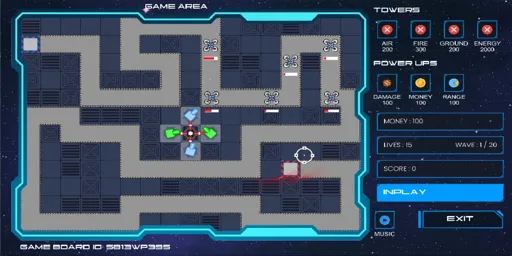 GAME AREA
TOWERS
AIR FIRE GROUND ENERGY
200 300 200 2000
POWER UPS
DAMAGE MONEY RANGE
100 100 100
MONEY : 100
LIVES : 15 WAVE : 1 / 20
SCORE : 0
INPLAY
MUSIC
EXIT
GAME BOARD ID: 5813WP395